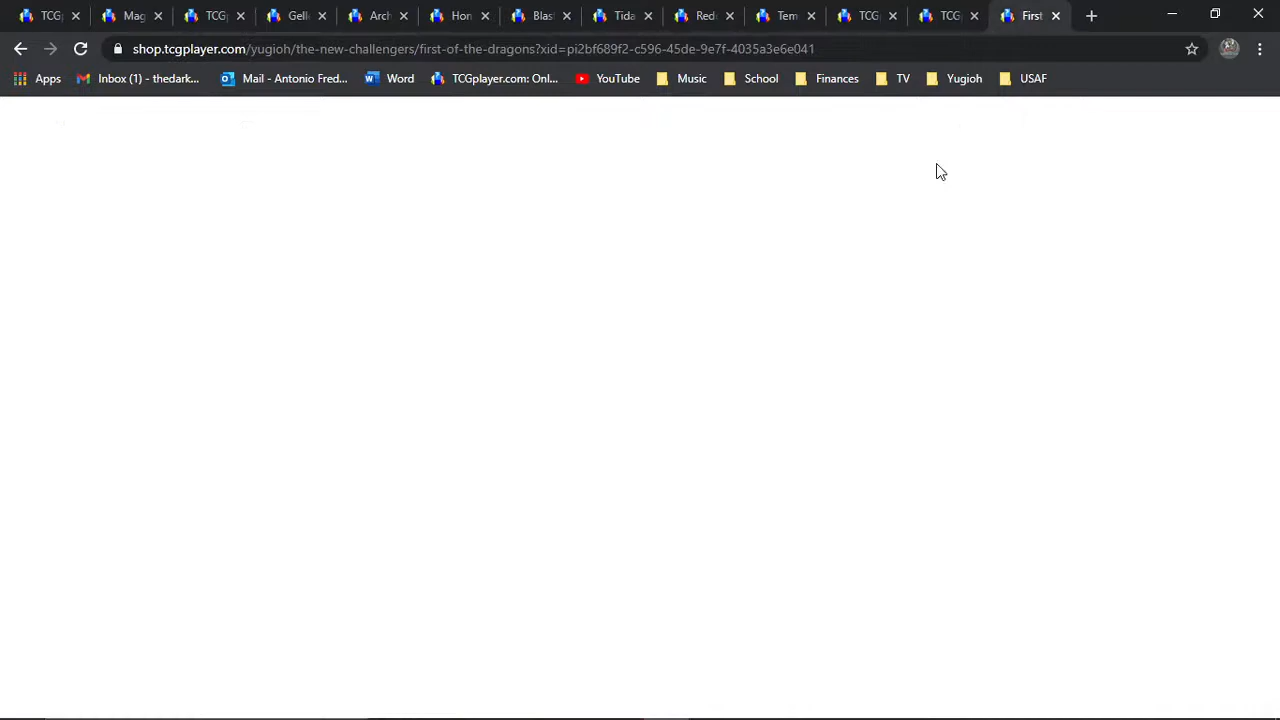 TCG
Mag
TCG
Gell
Arch
Hor
Blas
Tida
Red
Tem
TCG
TCG
First
shop.tcgplayer.com/yugioh/the-new-challengers/first-of-the-dragons?xid=pi2bf689f2-c596-45de-9e7f-4035a3e6e041
Apps
Inbox (1) - thedark...
Mail - Antonio Fred...
Word
TCGplayer.com: Onl...
YouTube
Music
School
Finances
TV
Yugioh
USAF